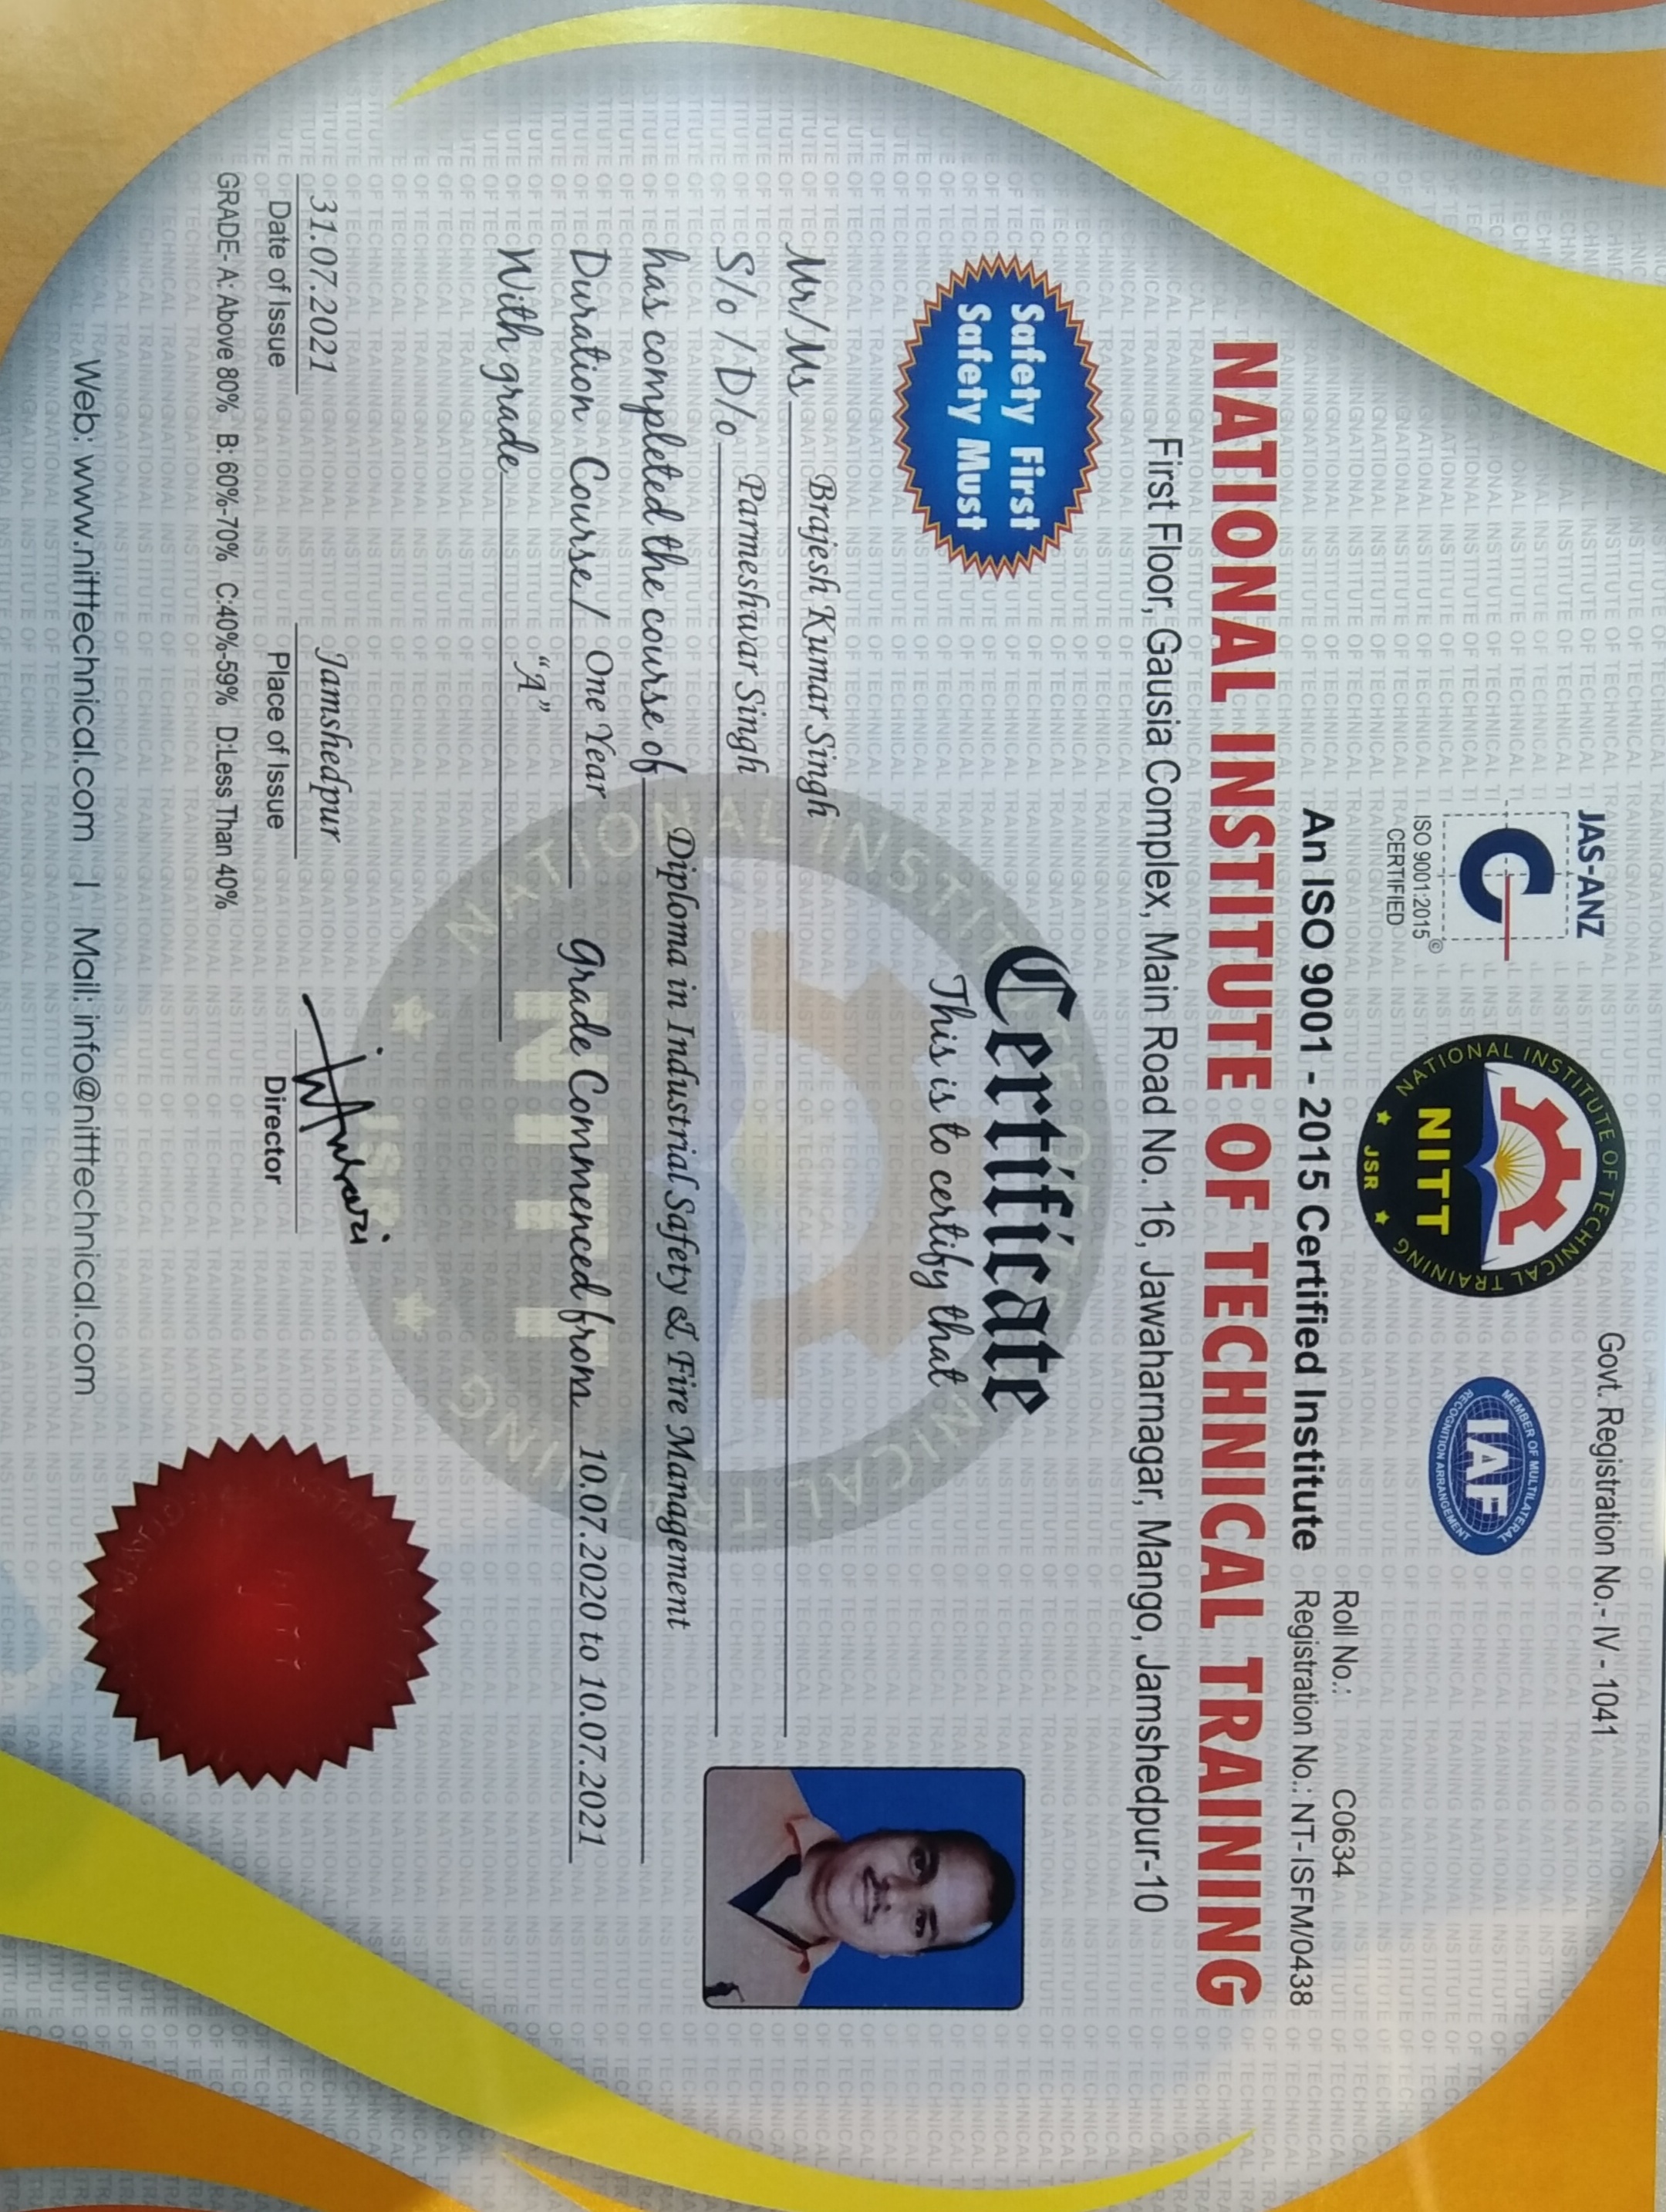 Govt. Registration No.- IV - 1041
JAS-ANZ
ISO 9001:2015
CERTIFIED
©
NATIONAL INSTITUTE OF TECHNICAL TRAINING
NITT
JSR
MEMBER OF MULTILATERAL
IAF
RECOGNITION ARRANGEMENT
Roll No.: C0634
An ISO 9001 - 2015 Certified Institute
Registration No.: NT- ISFM/0438
NATIONAL INSTITUTE OF TECHNICAL TRAINING
First Floor, Gausia Complex, Main Road No. 16, Jawaharnagar, Mango, Jamshedpur-10
Safety First
Safety Must
Certificate
This is to certify that
Mr/Ms Brajesh Kumar Singh
S/o / D/o Parmeshwar Singh
has completed the course of Diploma in Industrial Safety & Fire Management
Duration Course/ One Year Grade Commenced from 10.07.2020 to 10.07.2021
With grade "A"
31.07.2021
Date of Issue
Jamshedpur
Place of Issue
Director
GRADE- A: Above 80% B: 60%-70% C:40%-59% D:Less Than 40%
Web: www.nitttechnical.com | Mail: info@nitttechnical.com